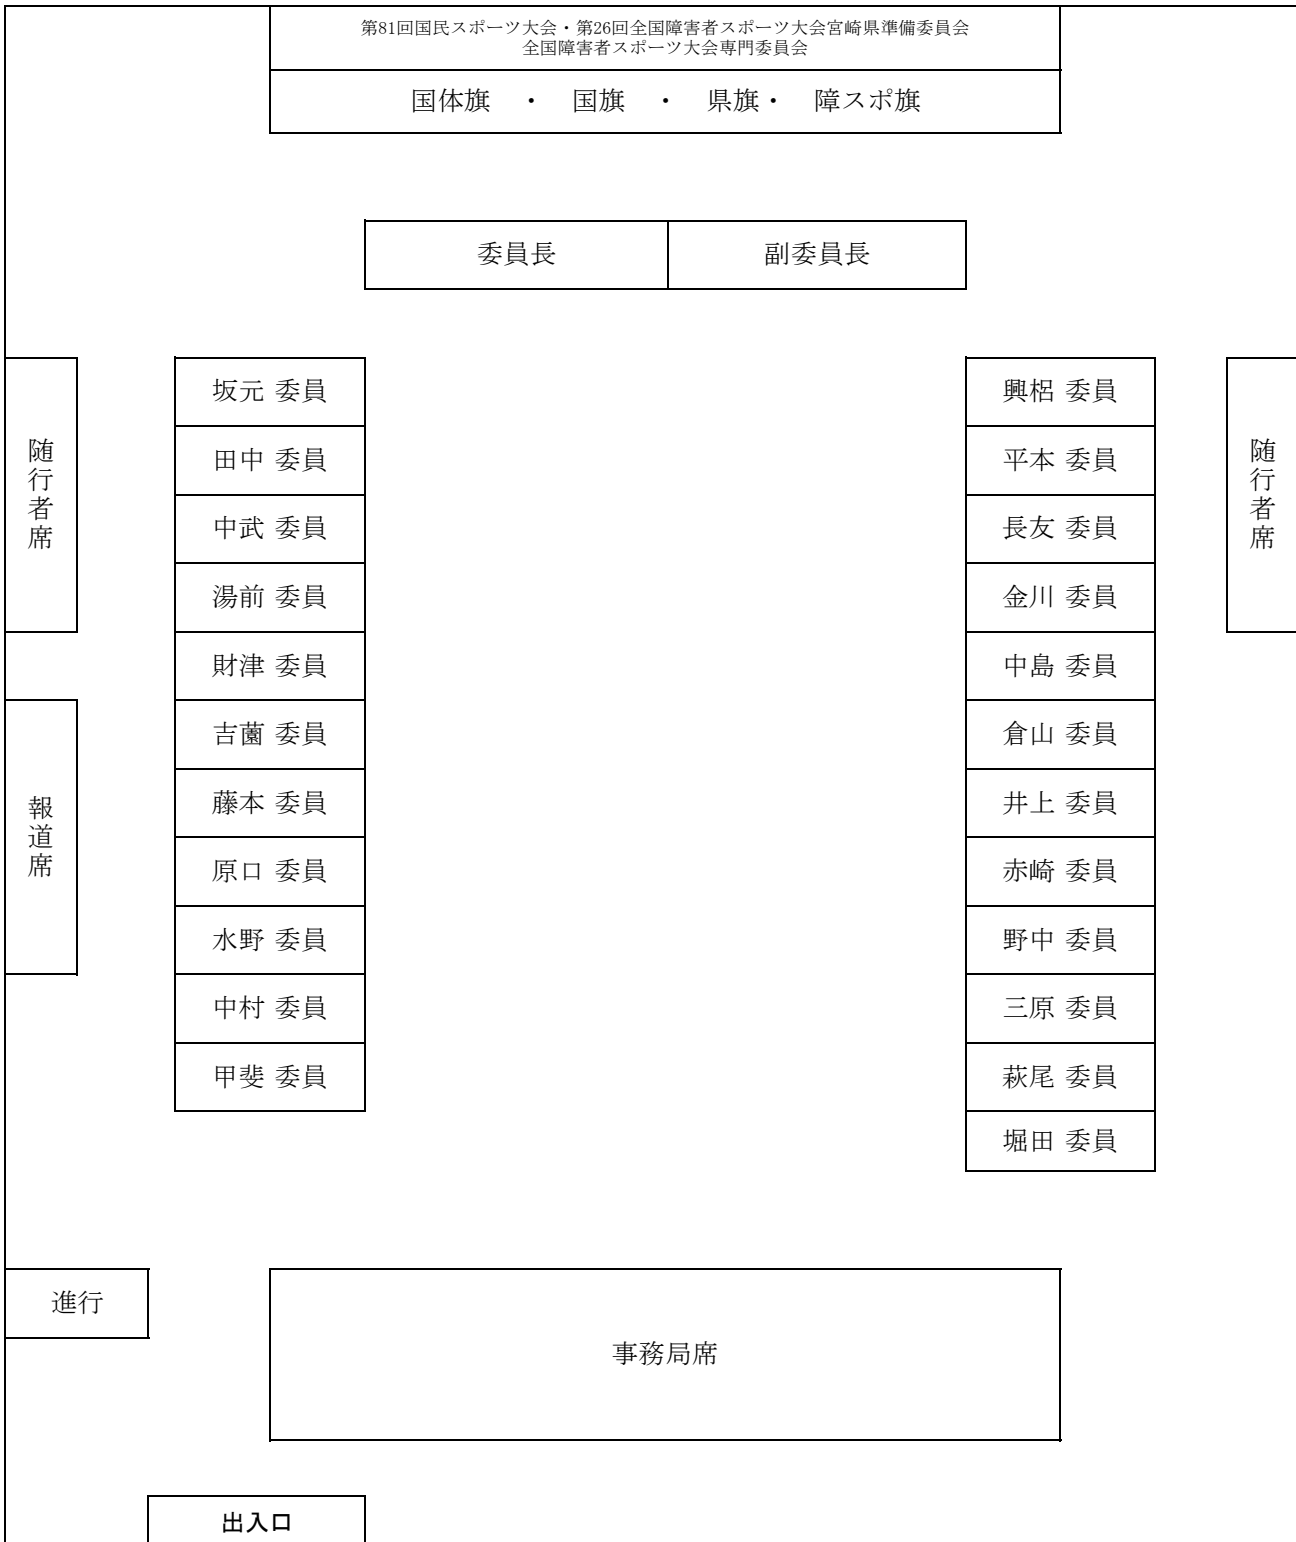 第81回国民スポーツ大会・第26回全国障害者スポーツ大会宮崎県準備委員会
全国障害者スポーツ大会専門委員会
国体旗 ・ 国旗 ・ 県旗・ 障スポ旗
委員長
副委員長
随行者席
報道席
坂元 委員
田中 委員
中武 委員
湯前 委員
財津 委員
吉薗 委員
藤本 委員
原口 委員
水野 委員
中村 委員
甲斐 委員
興梠 委員
平本 委員
長友 委員
金川 委員
中島 委員
倉山 委員
井上 委員
赤崎 委員
野中 委員
三原 委員
萩尾 委員
堀田 委員
随行者席
進行
事務局席
出入口